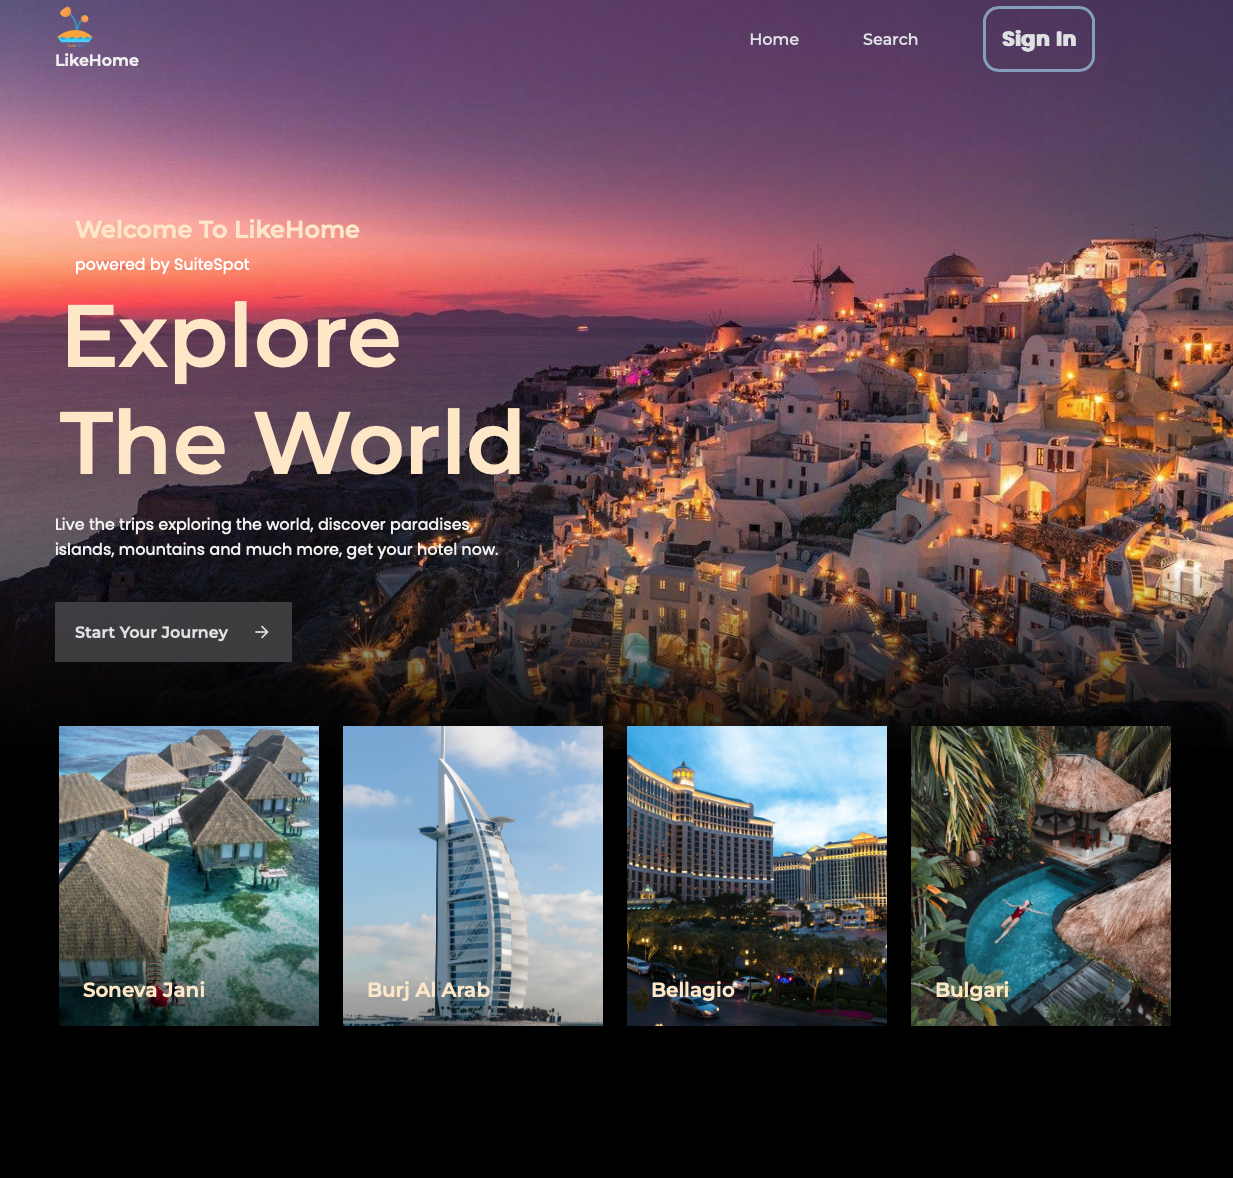 LikeHome
Home
Search
Sign In
Welcome To LikeHome
powered by SuiteSpot
Explore
The World
Live the trips exploring the world, discover paradises,
islands, mountains and much more, get your hotel now.
Start Your Journey
Soneva Jani
Burj Al Arab
Bellagio
Bulgari